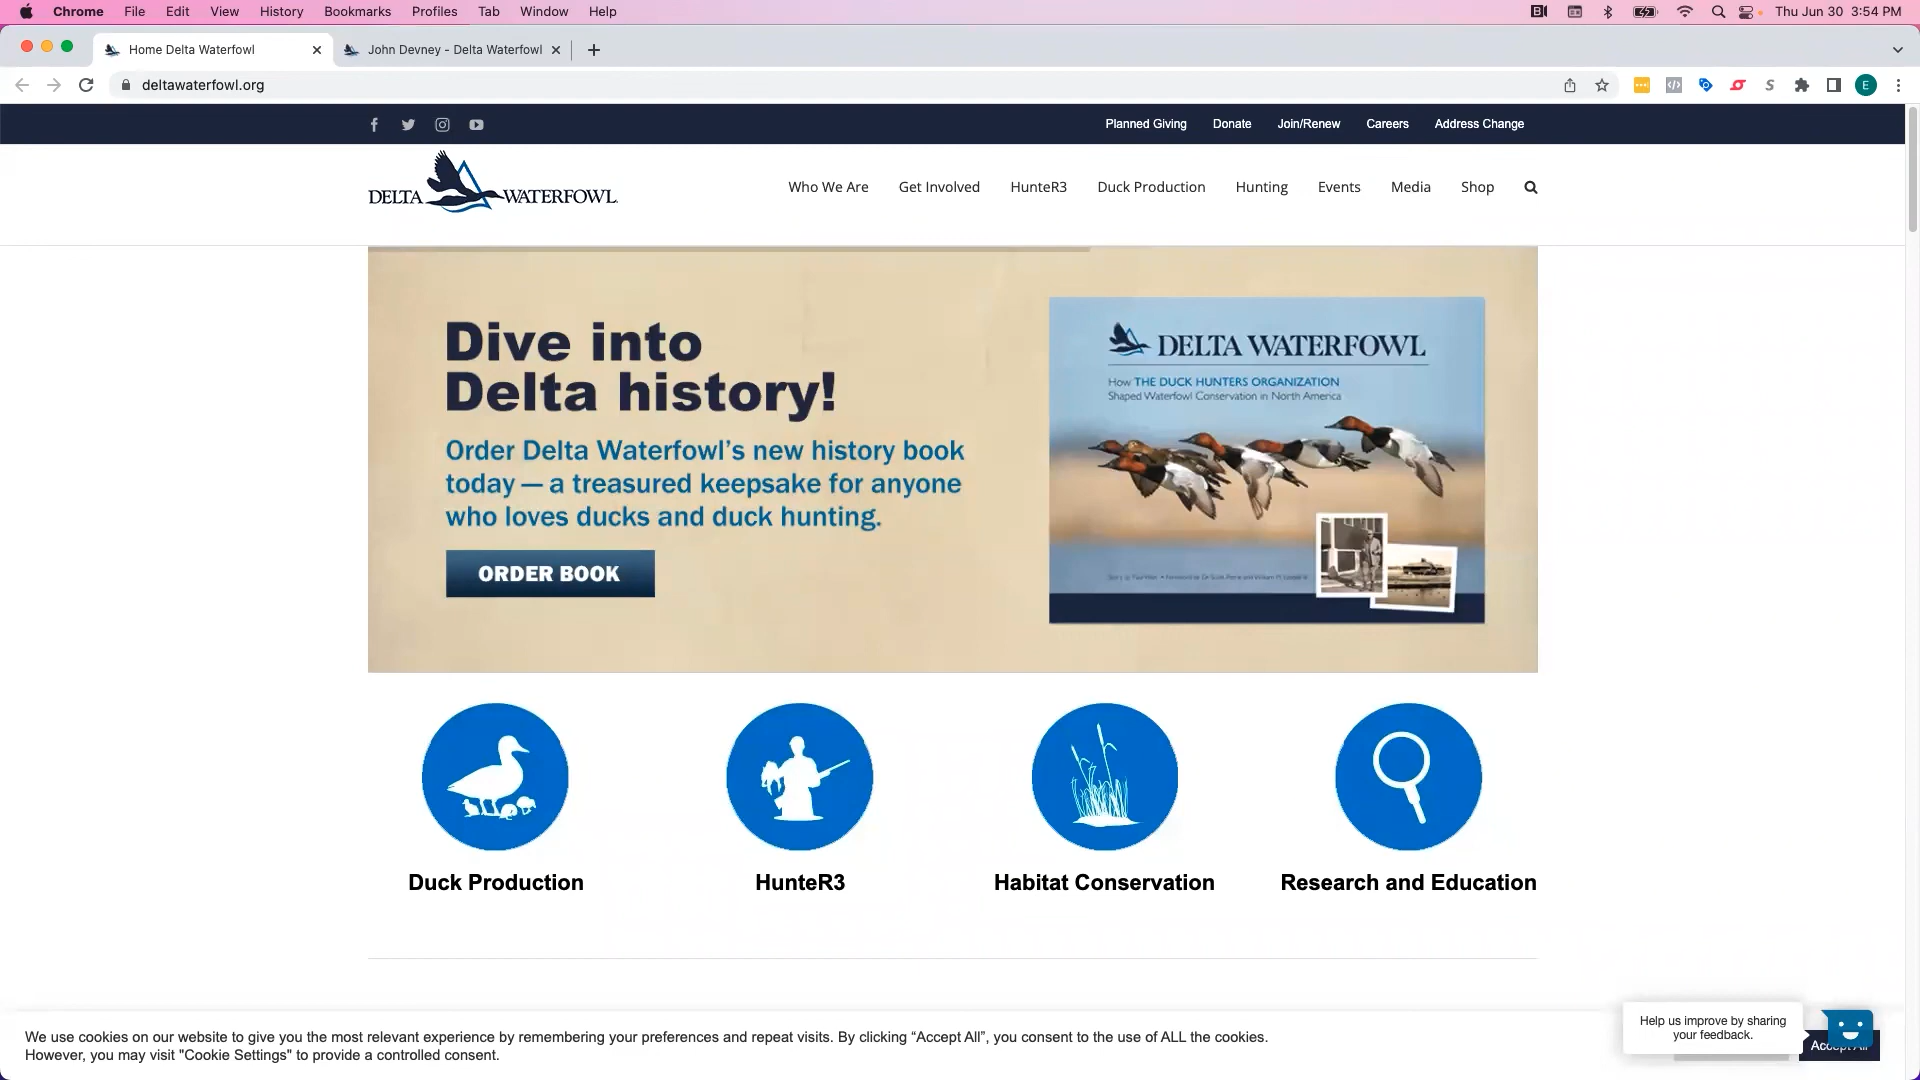 Chrome File Edit View History Bookmarks Profiles Tab Window Help Thu Jun 30 3:54 PM
Home Delta Waterfowl
John Devney - Delta Waterfowl
deltawaterfowl.org
E
Planned Giving Donate Join/Renew Careers Address Change
DELTA WATERFOWL
Who We Are Get Involved HunteR3 Duck Production Hunting Events Media Shop
Dive into
Delta history!
Order Delta Waterfowl’s new history book
today — a treasured keepsake for anyone
who loves ducks and duck hunting.
ORDER BOOK
DELTA WATERFOWL
How THE DUCK HUNTERS ORGANIZATION
Shaped Waterfowl Conservation in North America
Duck Production
HunteR3
Habitat Conservation
Research and Education
We use cookies on our website to give you the most relevant experience by remembering your preferences and repeat visits. By clicking “Accept All”, you consent to the use of ALL the cookies.
However, you may visit "Cookie Settings" to provide a controlled consent.
Help us improve by sharing
your feedback.